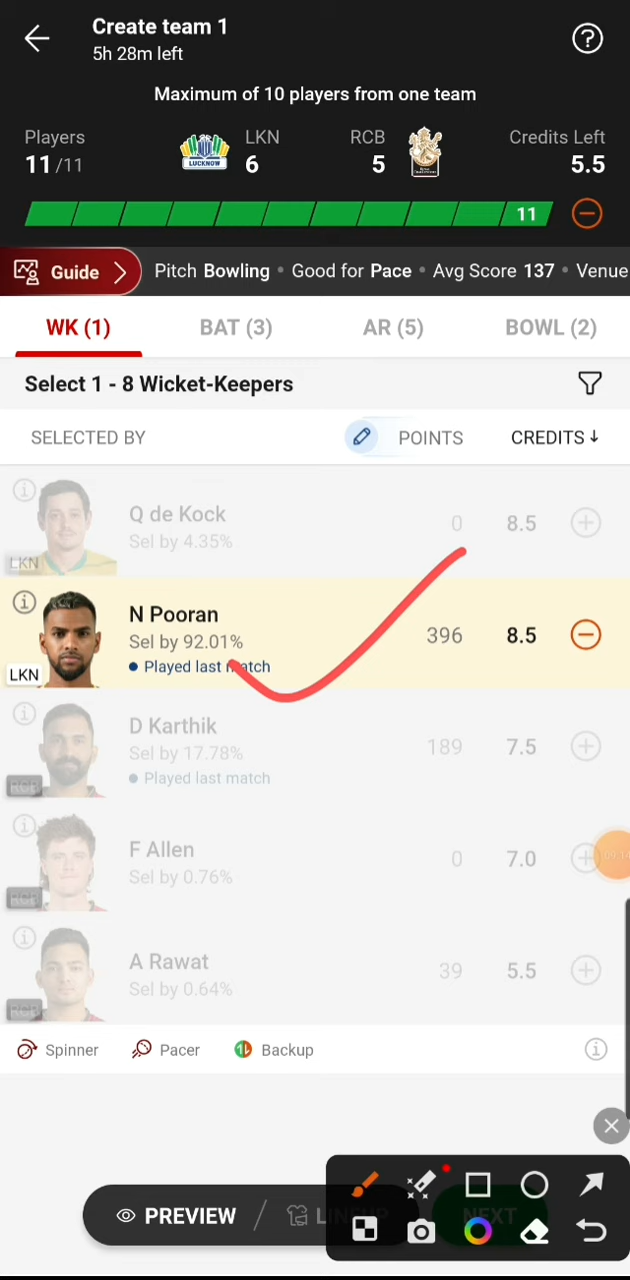 Create team 1
5h 28m left
Maximum of 10 players from one team
Players LKN RCB Credits Left
11/11 6 5 5.5
LUCKNOW
11
Guide Pitch Bowling • Good for Pace • Avg Score 137 • Venue
WK (1) BAT (3) AR (5) BOWL (2)
Select 1 - 8 Wicket-Keepers
SELECTED BY POINTS CREDITS ↓
Q de Kock 0 8.5
Sel by 4.35%
LKN
N Pooran 396 8.5
Sel by 92.01%
Played last match
LKN
D Karthik 189 7.5
Sel by 17.78%
Played last match
RCB
F Allen 0 7.0
Sel by 0.76%
RCB
A Rawat 39 5.5
Sel by 0.64%
RCB
Spinner Pacer Backup
PREVIEW / NEXT